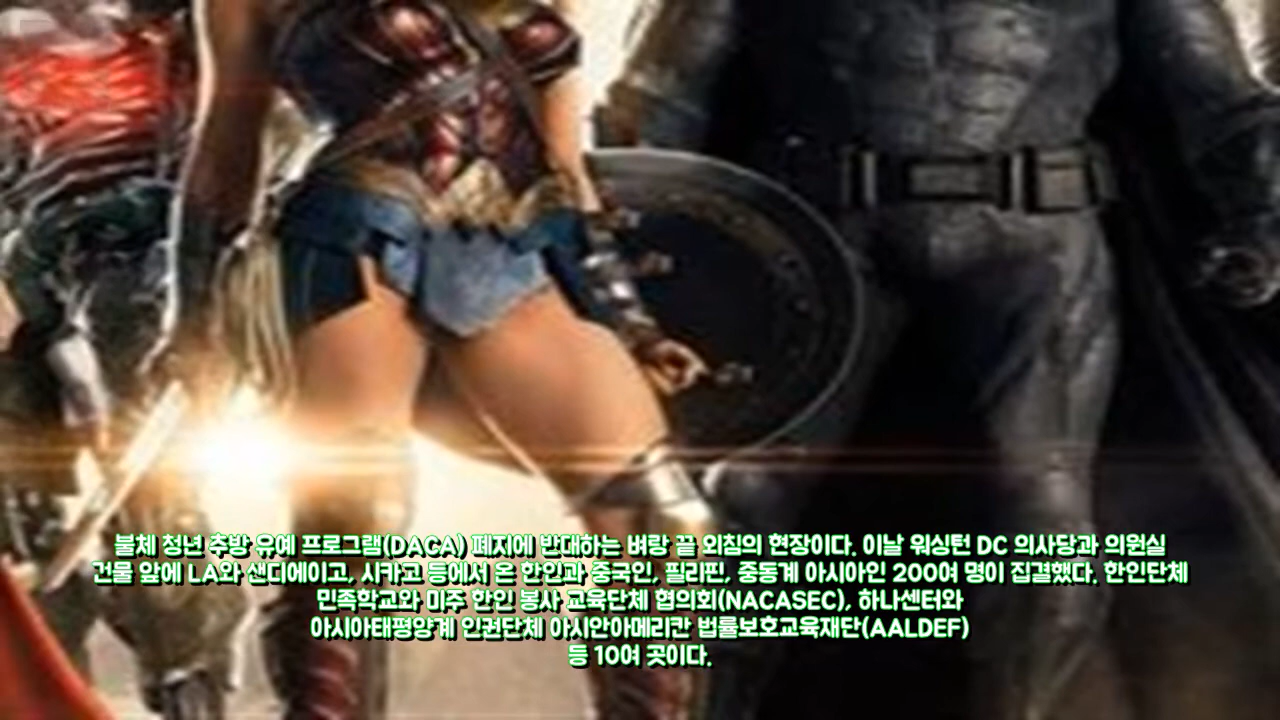 불체 청년 추방 유예 프로그램(DACA) 폐지에 반대하는 벼랑 끝 외침의 현장이다. 이날 워싱턴 DC 의사당과 의원실
건물 앞에 LA와 샌디에이고, 시카고 등에서 온 한인과 중국인, 필리핀, 중동계 아시아인 200여 명이 집결했다. 한인단체
민족학교와 미주 한인 봉사 교육단체 협의회(NACASEC), 하나센터와
아시아태평양계 인권단체 아시안아메리칸 법률보호교육재단(AALDEF)
등 10여 곳이다.